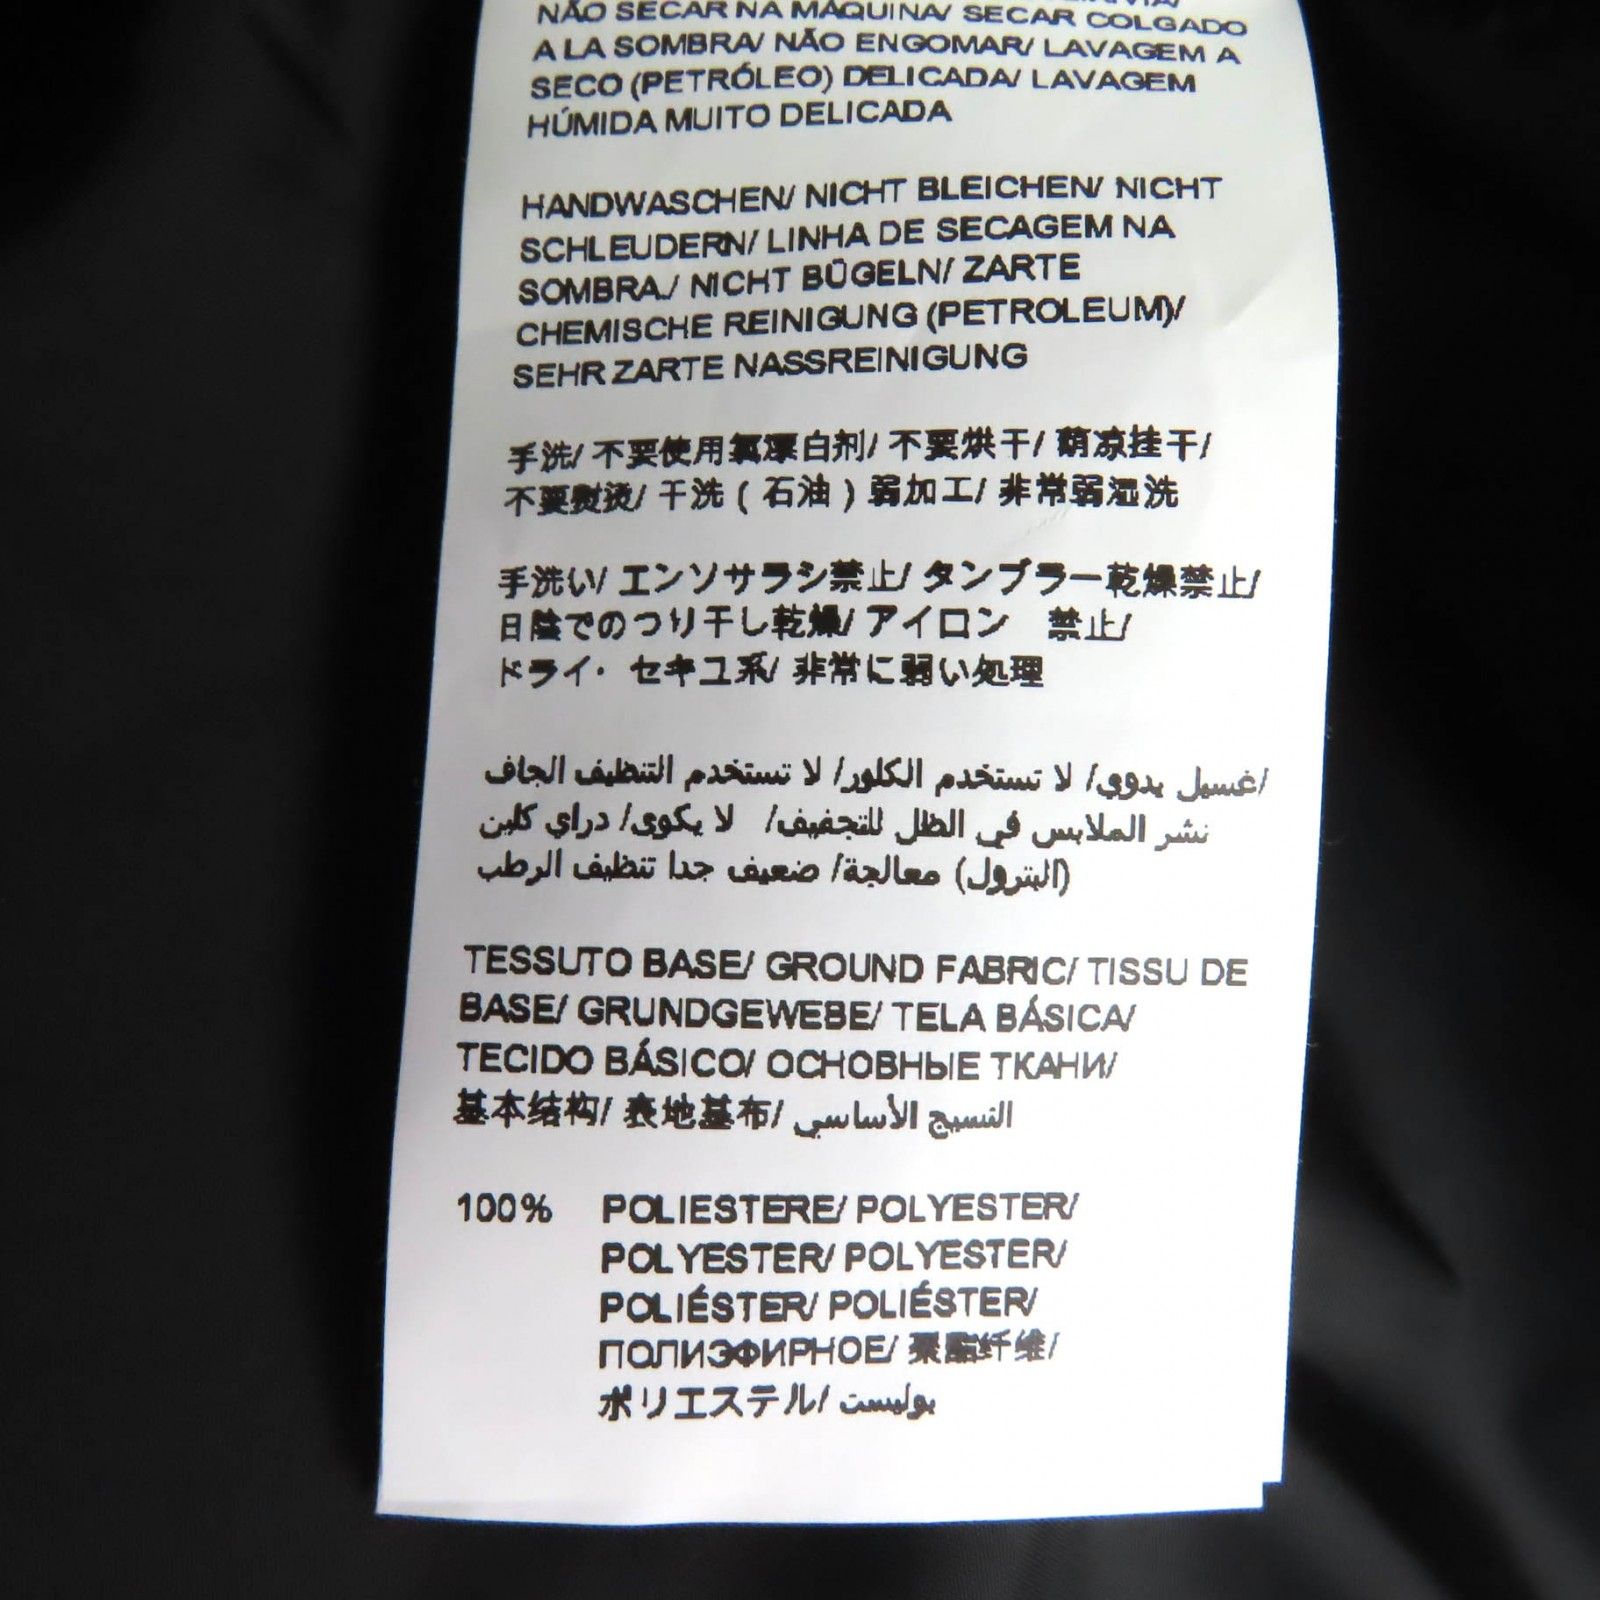 NÃO SECAR NA MÁQUINA/ SECAR COLGADO
A LA SOMBRA/ NÃO ENGOMAR/ LAVAGEM A
SECO (PETRÓLEO) DELICADA/ LAVAGEM
HÚMIDA MUITO DELICADA
HANDWASCHEN/ NICHT BLEICHEN/ NICHT
SCHLEUDERN/ LINHA DE SECAGEM NA
SOMBRA./ NICHT BÜGELN/ ZARTE
CHEMISCHE REINIGUNG (PETROLEUM)/
SEHR ZARTE NASSREINIGUNG
手洗/ 不要使用氯漂白剂/ 不要烘干/ 荫凉挂干/
不要熨烫/ 干洗 ( 石油 ) 弱加工/ 非常弱湿洗
手洗い/ エンソサラシ禁止/ タンブラー乾燥禁止/
日陰でのつり干し乾燥/ アイロン　禁止/
ドライ・ セキユ系/ 非常に弱い処理
غسيل يدوي/ لا تستخدم الكلور/ لا تستخدم التنظيف الجاف/
نشر الملابس في الظل للتجفيف/ لا يكوى/ دراي كلين
(البترول) معالجة/ ضعيف جدا تنظيف الرطب
TESSUTO BASE/ GROUND FABRIC/ TISSU DE
BASE/ GRUNDGEWEBE/ TELA BÁSICA/
TECIDO BÁSICO/ ОСНОВНЫЕ ТКАНИ/
基本结构/ 表地基布/ النسيج الأساسي
100% POLIESTERE/ POLYESTER/
POLYESTER/ POLYESTER/
POLIÉSTER/ POLIÉSTER/
ПОЛИЭФИРНОЕ/ 聚酯纤维/
ポリエステル/ بوليست